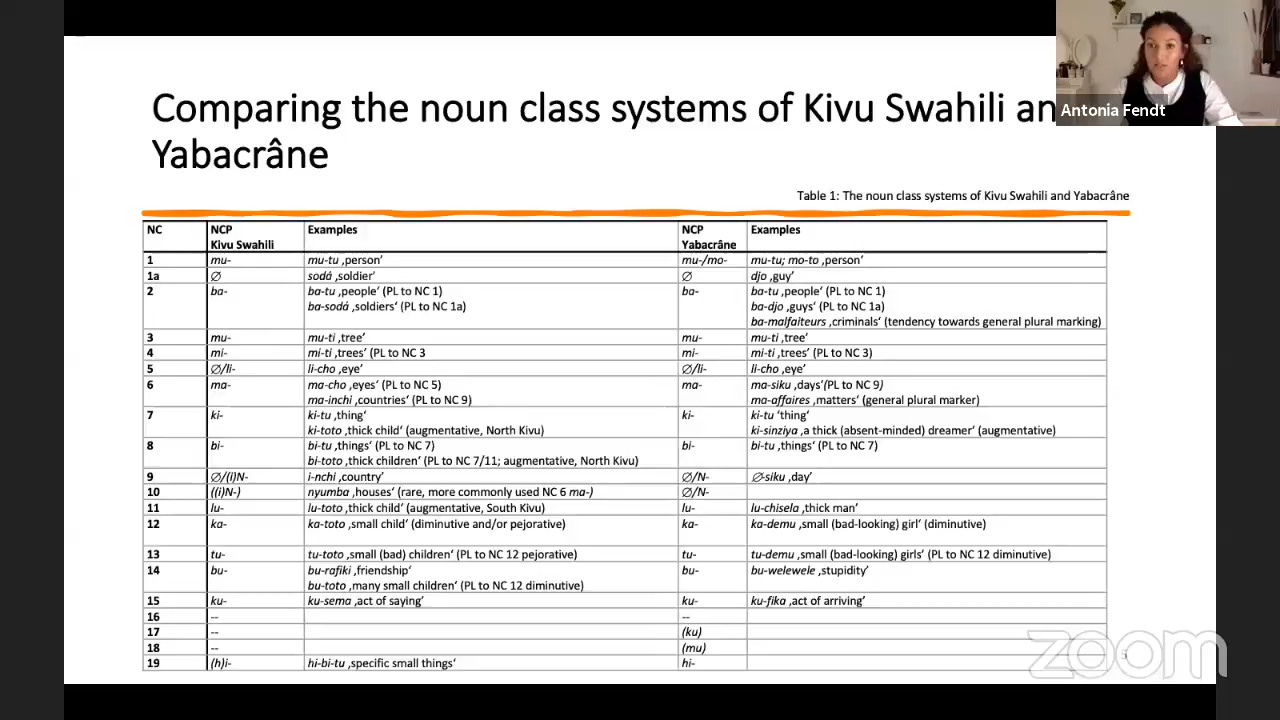 Antonia Fendt
Comparing the noun class systems of Kivu Swahili an
Yabacrâne
Table 1: The noun class systems of Kivu Swahili and Yabacrâne
NC NCP Kivu Swahili Examples NCP Yabacrâne Examples
1 mu- mu-tu ‚person’ mu-/mo- mu-tu; mo-to ‚person‘
1a ∅ sodá ‚soldier’ ∅ djo ‚guy’
2 ba- ba-tu ‚people’ (PL to NC 1) ba- ba-tu ‚people’ (PL to NC 1)
ba-sodá ‚soldiers‘ (PL to NC 1a) ba-djo ‚guys‘ (PL to NC 1a)
ba-malfaiteurs ‚criminals‘ (tendency towards general plural marking)
3 mu- mu-ti ‚tree’ mu- mu-ti ‚tree‘
4 mi- mi-ti ‚trees’ (PL to NC 3 mi- mi-ti ‚trees’ (PL to NC 3)
5 ∅/li- li-cho ‚eye’ ∅/li- li-cho ‚eye’
6 ma- ma-cho ‚eyes‘ (PL to NC 5) ma- ma-siku ‚days’(PL to NC 9)
ma-inchi ‚countries‘ (PL to NC 9) ma-affaires ‚matters‘ (general plural marker)
7 ki- ki-tu ‚thing‘ ki- ki-tu ‘thing‘
ki-toto ‚thick child‘ (augmentative, North Kivu) ki-sinziya ‚a thick (absent-minded) dreamer‘ (augmentative)
8 bi- bi-tu ‚things‘ (PL to NC 7) bi- bi-tu ‚things‘ (PL to NC 7)
bi-toto ‚thick children‘ (PL to NC 7/11; augmentative, North Kivu)
9 ∅/(i)N- i-nchi ‚country’ ∅/N- ∅-siku ‚day’
10 ((i)N-) nyumba ‚houses‘ (rare, more commonly used NC 6 ma-) ∅/N-
11 lu- lu-toto ‚thick child‘ (augmentative, South Kivu) lu- lu-chisela ‚thick man‘
12 ka- ka-toto ‚small child‘ (diminutive and/or pejorative) ka- ka-demu ‚small (bad-looking) girl‘ (diminutive)
13 tu- tu-toto ‚small (bad) children‘ (PL to NC 12 pejorative) tu- tu-demu ‚small (bad-looking) girls‘ (PL to NC 12 diminutive)
14 bu- bu-rafiki ‚friendship‘ bu- bu-welewele ‚stupidity’
bu-toto ‚many small children‘ (PL to NC 12 diminutive)
15 ku- ku-sema ‚act of saying’ ku- ku-fika ‚act of arriving’
16 -- --
17 -- (ku)
18 -- (mu)
19 (h)i- hi-bi-tu ‚specific small things‘ hi-
zoom
5